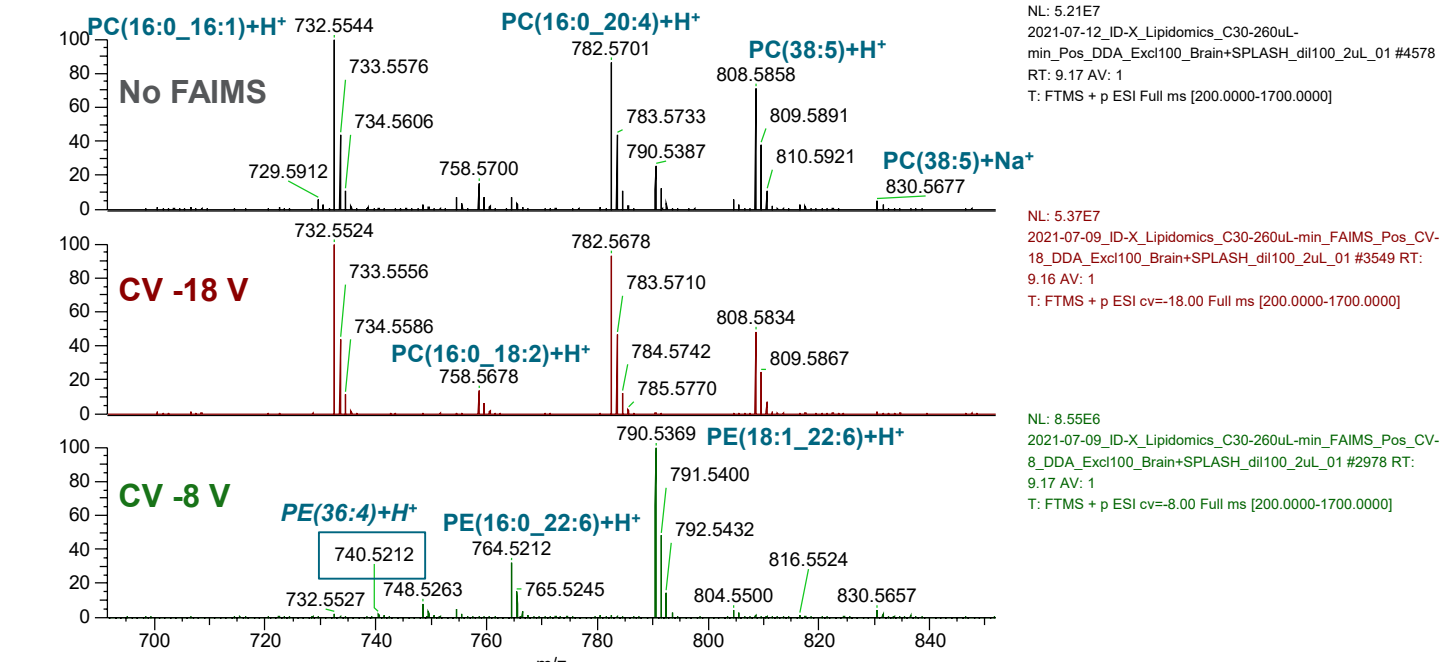 PC(16:0_16:1)+H⁺ 732.5544
PC(16:0_20:4)+H⁺
782.5701
PC(38:5)+H⁺
808.5858
100
80
60
40
20
0
No FAIMS
733.5576
734.5606
729.5912
758.5700
783.5733
790.5387
809.5891
810.5921
PC(38:5)+Na⁺
830.5677
NL: 5.21E7
2021-07-12_ID-X_Lipidomics_C30-260uL-
min_Pos_DDA_Excl100_Brain+SPLASH_dil100_2uL_01 #4578
RT: 9.17 AV: 1
T: FTMS + p ESI Full ms [200.0000-1700.0000]
732.5524
782.5678
100
80
60
40
20
0
CV -18 V
733.5556
734.5586
PC(16:0_18:2)+H⁺
758.5678
783.5710
784.5742
785.5770
808.5834
809.5867
NL: 5.37E7
2021-07-09_ID-X_Lipidomics_C30-260uL-min_FAIMS_Pos_CV-
18_DDA_Excl100_Brain+SPLASH_dil100_2uL_01 #3549 RT:
9.16 AV: 1
T: FTMS + p ESI cv=-18.00 Full ms [200.0000-1700.0000]
790.5369 PE(18:1_22:6)+H⁺
100
80
60
40
20
0
CV -8 V
791.5400
792.5432
PE(36:4)+H⁺
740.5212
PE(16:0_22:6)+H⁺
764.5212
732.5527
748.5263
765.5245
804.5500
816.5524
830.5657
NL: 8.55E6
2021-07-09_ID-X_Lipidomics_C30-260uL-min_FAIMS_Pos_CV-
8_DDA_Excl100_Brain+SPLASH_dil100_2uL_01 #2978 RT:
9.17 AV: 1
T: FTMS + p ESI cv=-8.00 Full ms [200.0000-1700.0000]
700 720 740 760 780 800 820 840
m/z